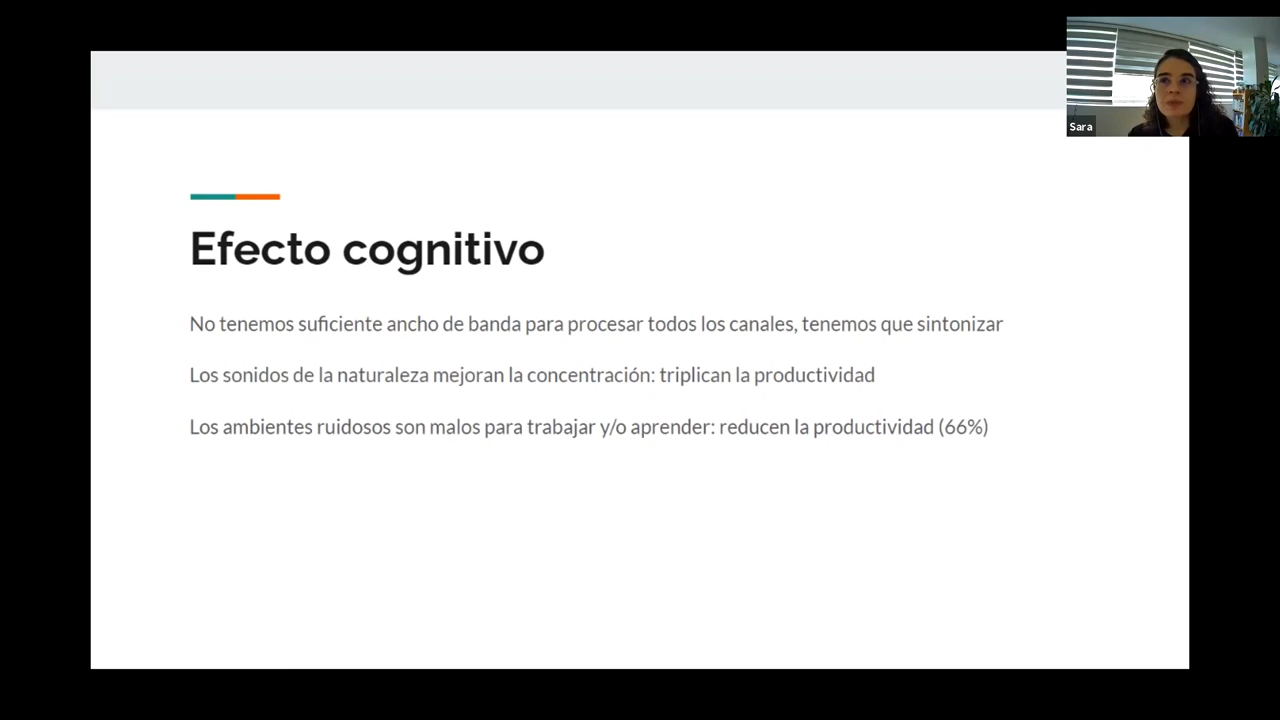 Sara
Efecto cognitivo
No tenemos suficiente ancho de banda para procesar todos los canales, tenemos que sintonizar
Los sonidos de la naturaleza mejoran la concentración: triplican la productividad
Los ambientes ruidosos son malos para trabajar y/o aprender: reducen la productividad (66%)